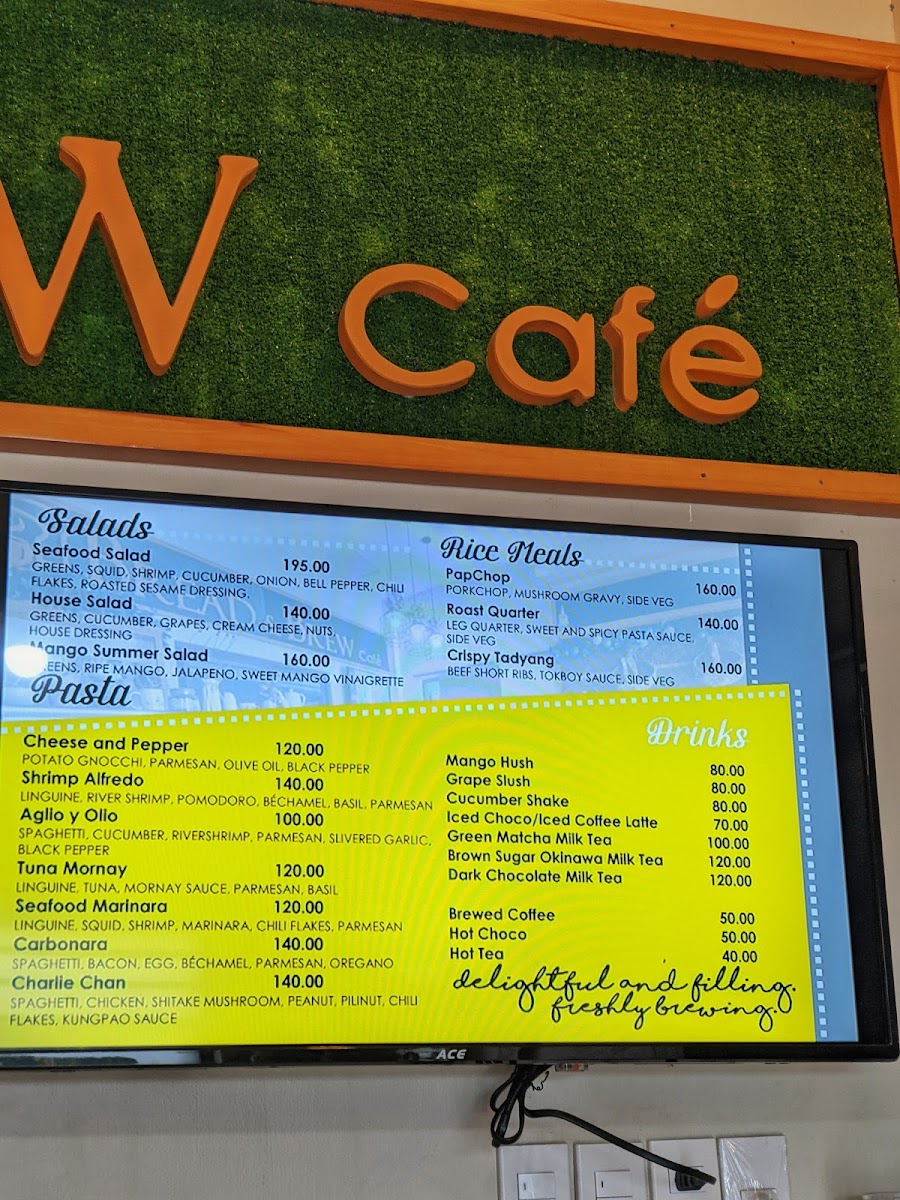 W Café
Salads
Seafood Salad 195.00
GREENS, SQUID, SHRIMP, CUCUMBER, ONION, BELL PEPPER, CHILI
FLAKES, ROASTED SESAME DRESSING,
House Salad 140.00
GREENS, CUCUMBER, GRAPES, CREAM CHEESE, NUTS,
HOUSE DRESSING
Mango Summer Salad 160.00
GREENS, RIPE MANGO, JALAPENO, SWEET MANGO VINAIGRETTE
Rice Meals
PapChop 160.00
PORKCHOP, MUSHROOM GRAVY, SIDE VEG
Roast Quarter 140.00
LEG QUARTER, SWEET AND SPICY PASTA SAUCE,
SIDE VEG
Crispy Tadyang 160.00
BEEF SHORT RIBS, TOKBOY SAUCE, SIDE VEG
Pasta
Cheese and Pepper 120.00
POTATO GNOCCHI, PARMESAN, OLIVE OIL, BLACK PEPPER
Shrimp Alfredo 140.00
LINGUINE, RIVER SHRIMP, POMODORO, BÉCHAMEL, BASIL, PARMESAN
Aglio y Olio 100.00
SPAGHETTI, CUCUMBER, RIVERSHRIMP, PARMESAN, SLIVERED GARLIC,
BLACK PEPPER
Tuna Mornay 120.00
LINGUINE, TUNA, MORNAY SAUCE, PARMESAN, BASIL
Seafood Marinara 120.00
LINGUINE, SQUID, SHRIMP, MARINARA, CHILI FLAKES, PARMESAN
Carbonara 140.00
SPAGHETTI, BACON, EGG, BÉCHAMEL, PARMESAN, OREGANO
Charlie Chan 140.00
SPAGHETTI, CHICKEN, SHITAKE MUSHROOM, PEANUT, PILINUT, CHILI
FLAKES, KUNGPAO SAUCE
Drinks
Mango Hush 80.00
Grape Slush 80.00
Cucumber Shake 80.00
Iced Choco/Iced Coffee Latte 70.00
Green Matcha Milk Tea 100.00
Brown Sugar Okinawa Milk Tea 120.00
Dark Chocolate Milk Tea 120.00
Brewed Coffee 50.00
Hot Choco 50.00
Hot Tea 40.00
delightful and filling.
freshly brewing.
ACE